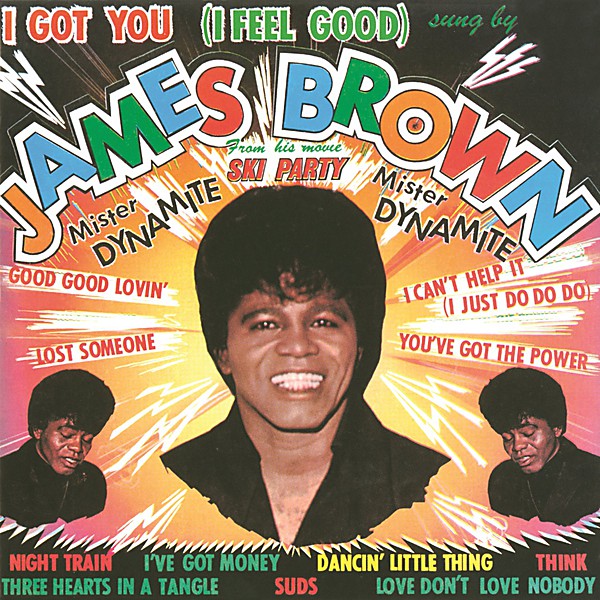 I GOT YOU (I FEEL GOOD) sung by
JAMES BROWN
From his movie
SKI PARTY
Mister
DYNAMITE
Mister
DYNAMITE
GOOD GOOD LOVIN'
I CAN'T HELP IT
(I JUST DO DO DO)
LOST SOMEONE
YOU'VE GOT THE POWER
NIGHT TRAIN I'VE GOT MONEY DANCIN' LITTLE THING THINK
THREE HEARTS IN A TANGLE SUDS LOVE DON'T LOVE NOBODY